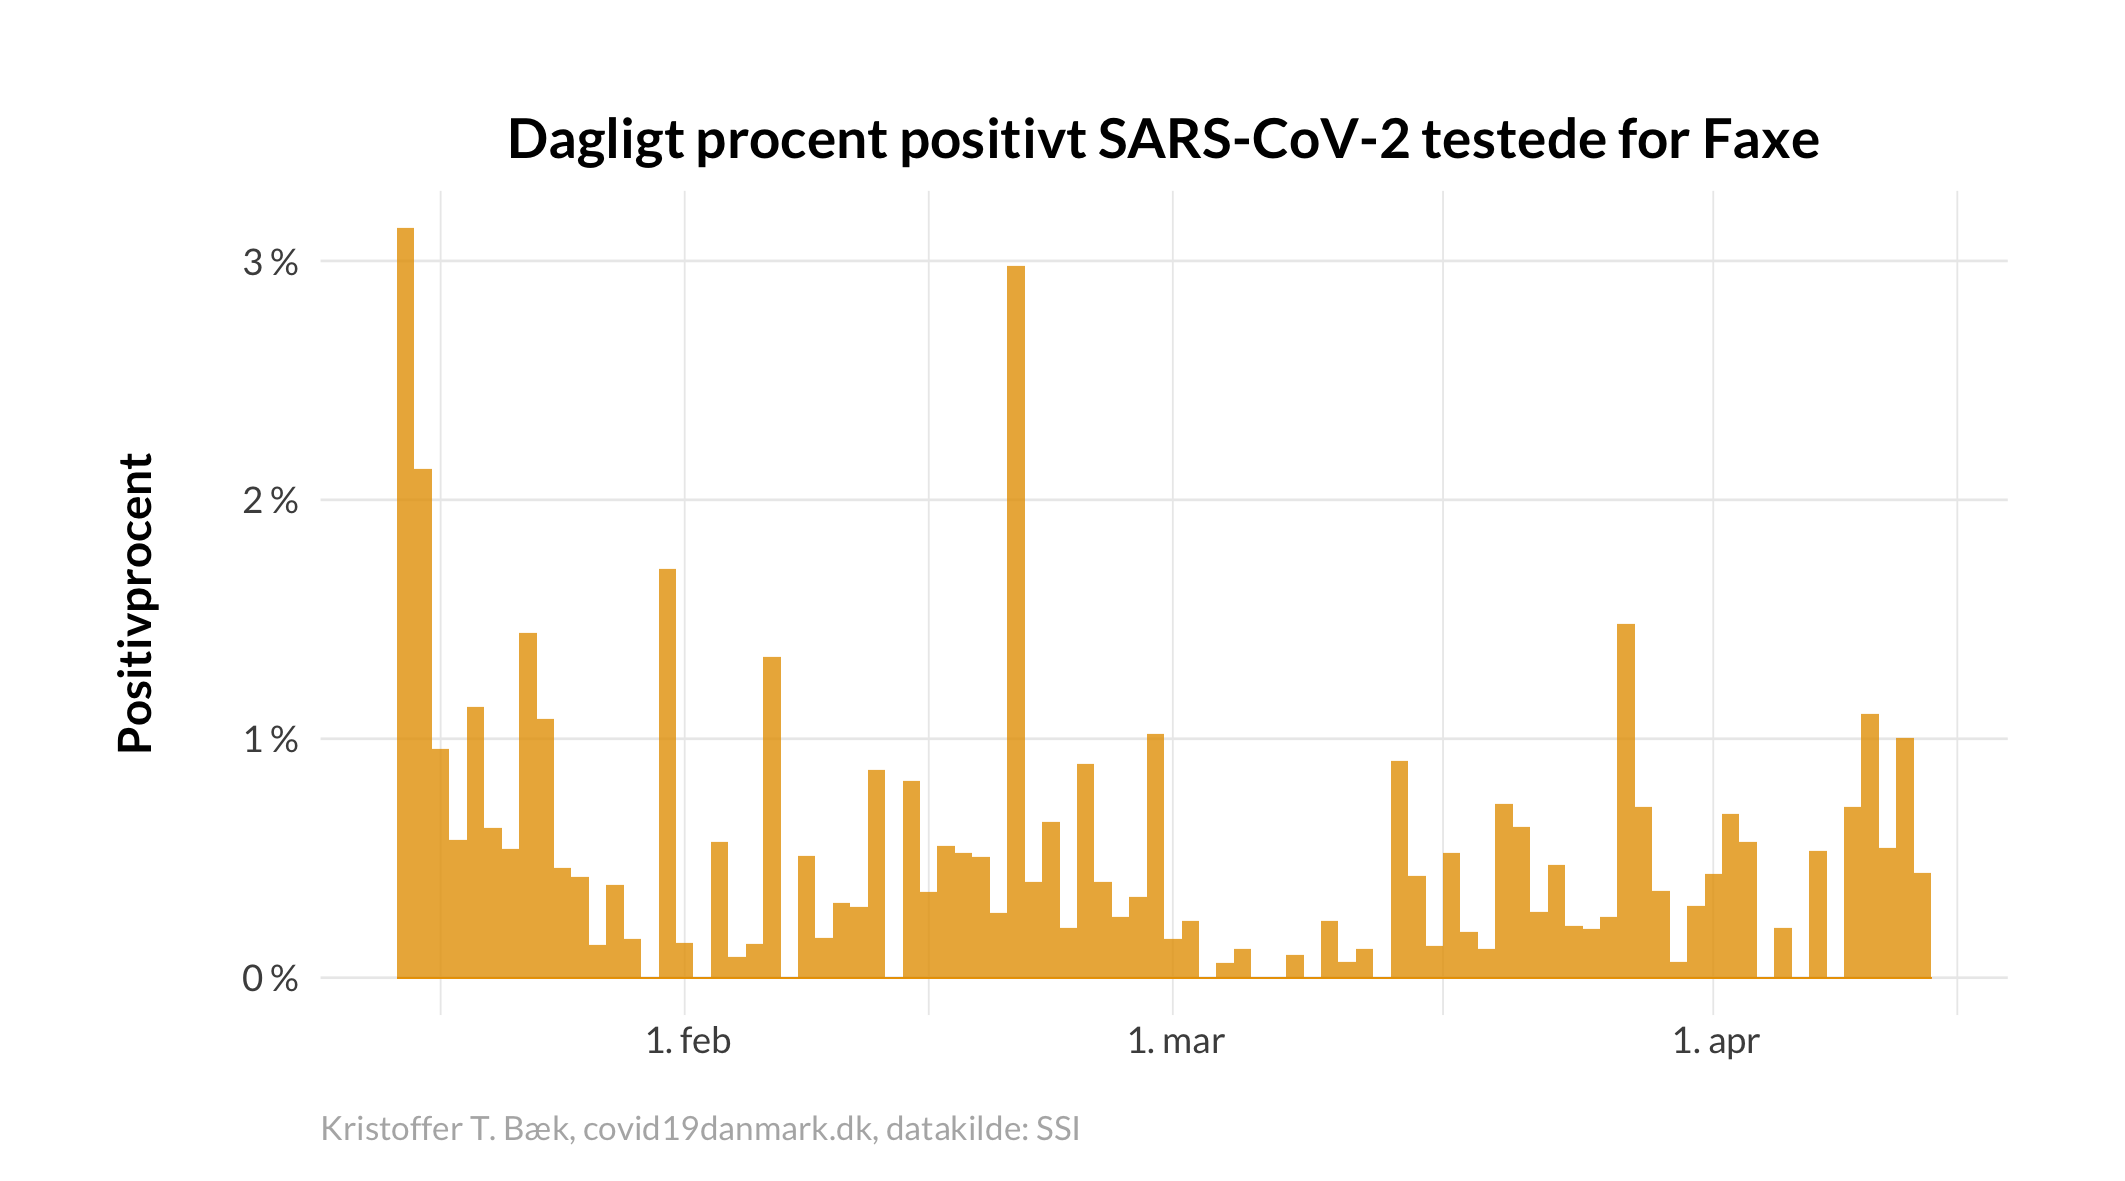 Dagligt procent positivt SARS-CoV-2 testede for Faxe
Positivprocent
3 %
2 %
1 %
0 %
1. feb
1. mar
1. apr
Kristoffer T. Bæk, covid19danmark.dk, datakilde: SSI